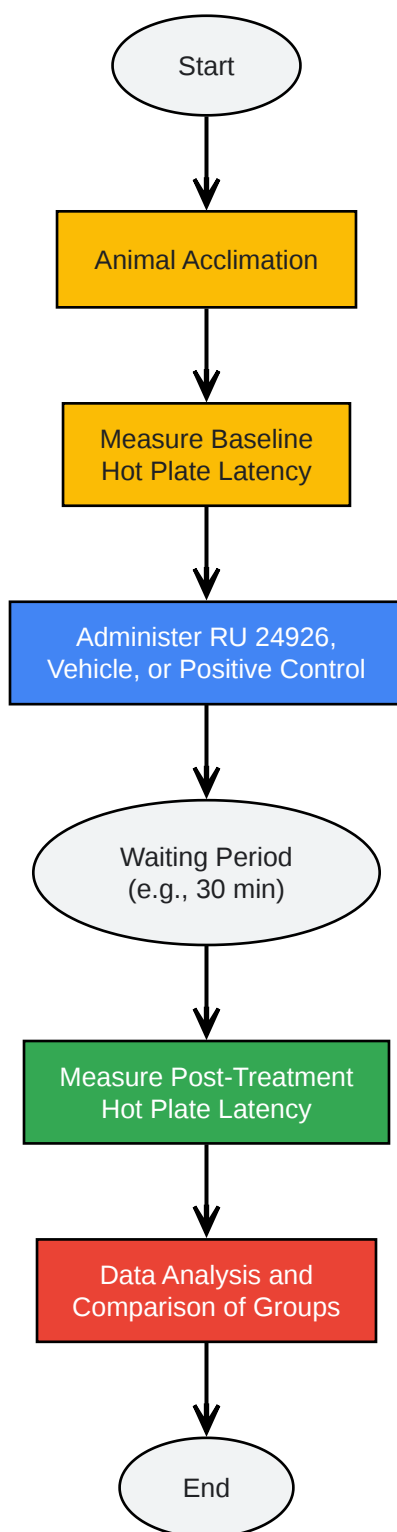 Start
Animal Acclimation
Measure Baseline
Hot Plate Latency
Administer RU 24926,
Vehicle, or Positive Control
Waiting Period
(e.g., 30 min)
Measure Post-Treatment
Hot Plate Latency
Data Analysis and
Comparison of Groups
End